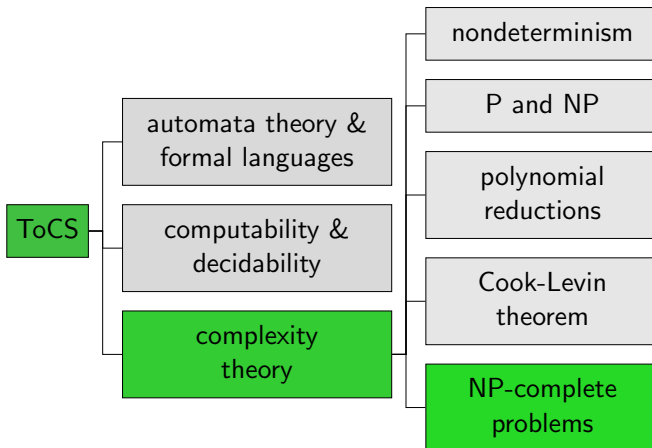 ToCS
automata theory &
formal languages
computability &
decidability
complexity
theory
nondeterminism
P and NP
polynomial
reductions
Cook-Levin
theorem
NP-complete
problems